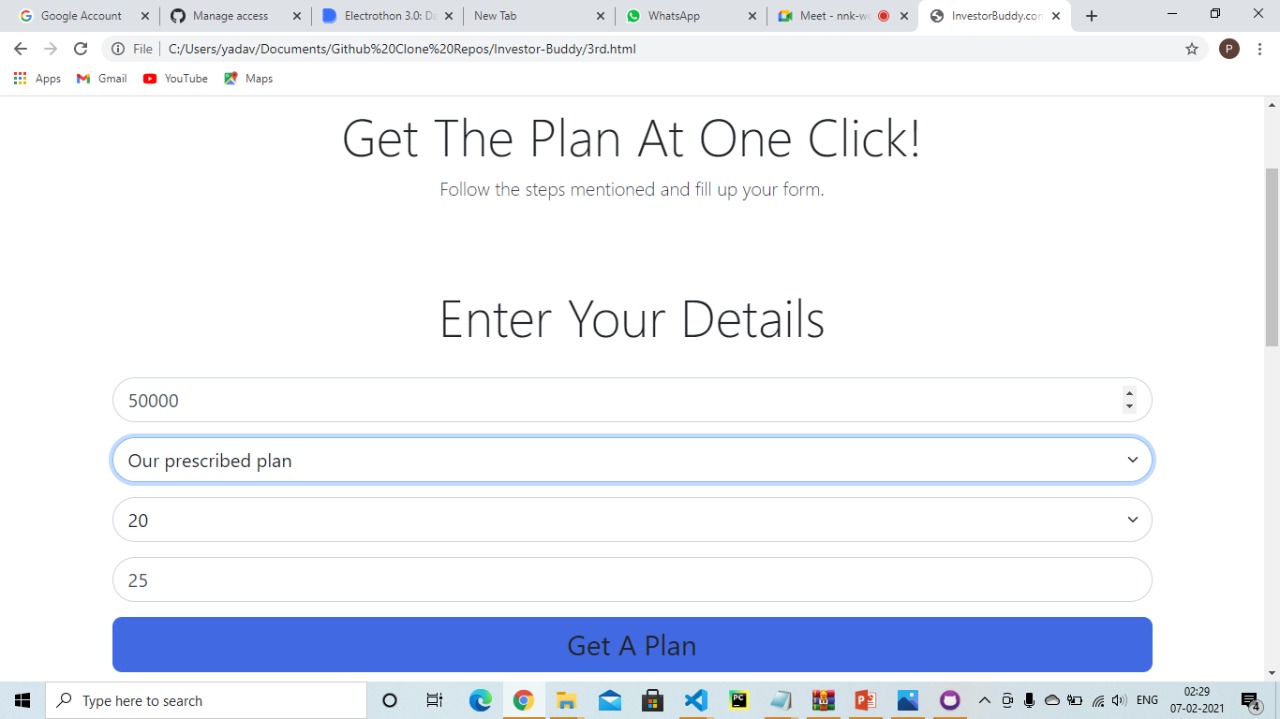 Google Account
Manage access
Electrothon 3.0: D
New Tab
WhatsApp
Meet - nnk-w
InvestorBuddy.com
File
C:/Users/yadav/Documents/Github%20Clone%20Repos/Investor-Buddy/3rd.html
P
Apps
Gmail
YouTube
Maps
Get The Plan At One Click!
Follow the steps mentioned and fill up your form.
Enter Your Details
50000
Our prescribed plan
20
25
Get A Plan
Type here to search
PC
ENG
02:29
07-02-2021
4